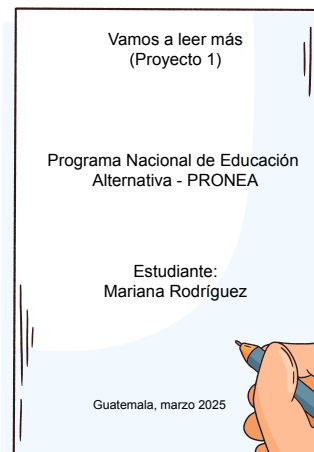 Vamos a leer más
(Proyecto 1)
Programa Nacional de Educación
Alternativa - PRONEA
Estudiante:
Mariana Rodríguez
Guatemala, marzo 2025